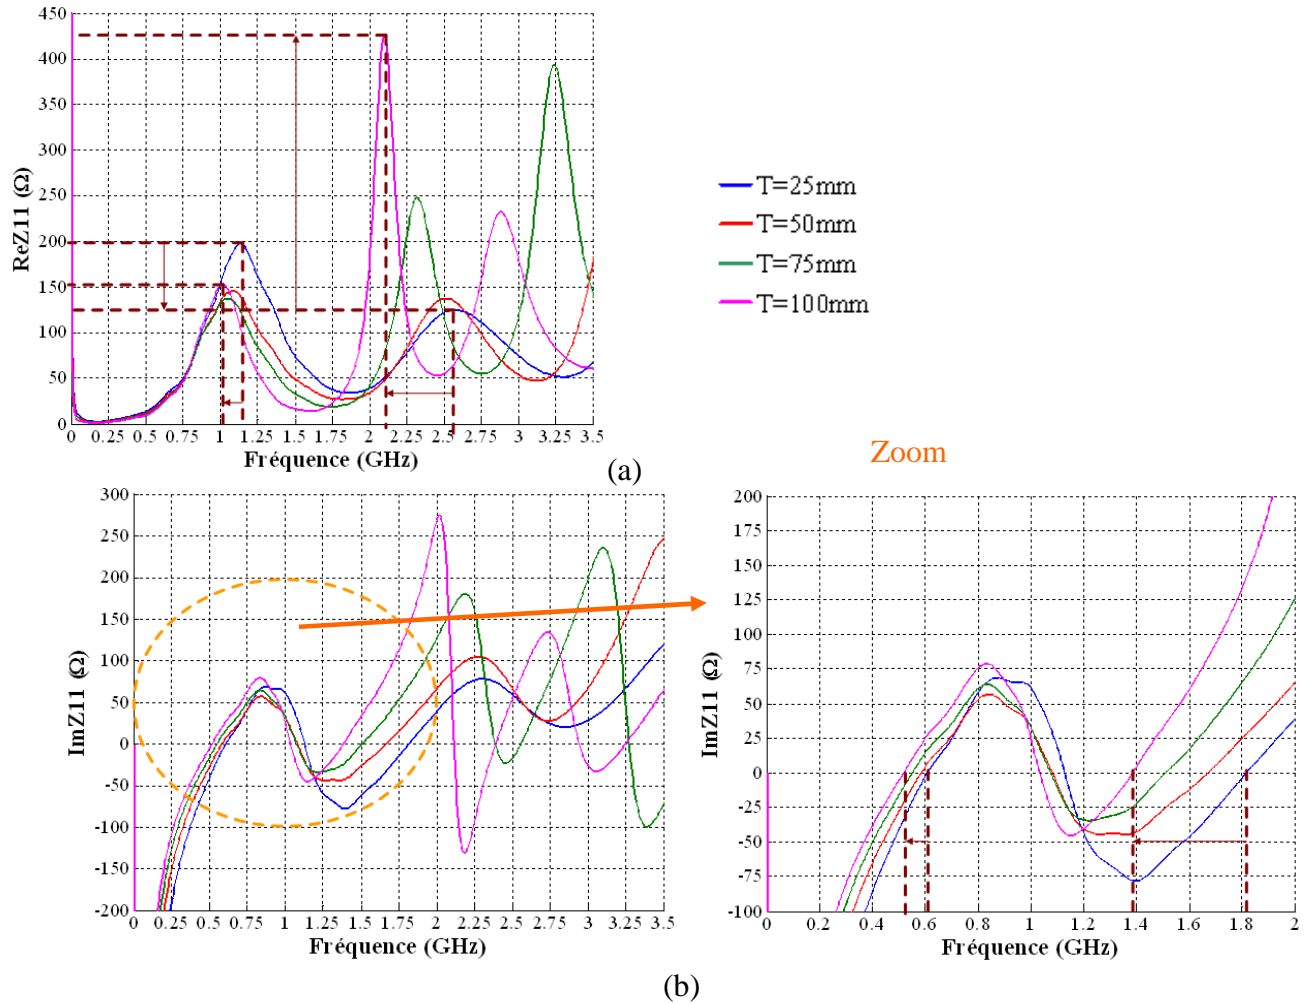 450
400
350
300
250
200
150
100
50
0
ReZ11 (Ω)
0 0.25 0.5 0.75 1 1.25 1.5 1.75 2 2.25 2.5 2.75 3 3.25 3.5
Fréquence (GHz)
T=25mm
T=50mm
T=75mm
T=100mm
(a)
Zoom
300
250
200
150
100
50
0
-50
-100
-150
-200
ImZ11 (Ω)
0 0.25 0.5 0.75 1 1.25 1.5 1.75 2 2.25 2.5 2.75 3 3.25 3.5
Fréquence (GHz)
200
175
150
125
100
75
50
25
0
-25
-50
-75
-100
ImZ11 (Ω)
0 0.2 0.4 0.6 0.8 1 1.2 1.4 1.6 1.8 2
Fréquence (GHz)
(b)